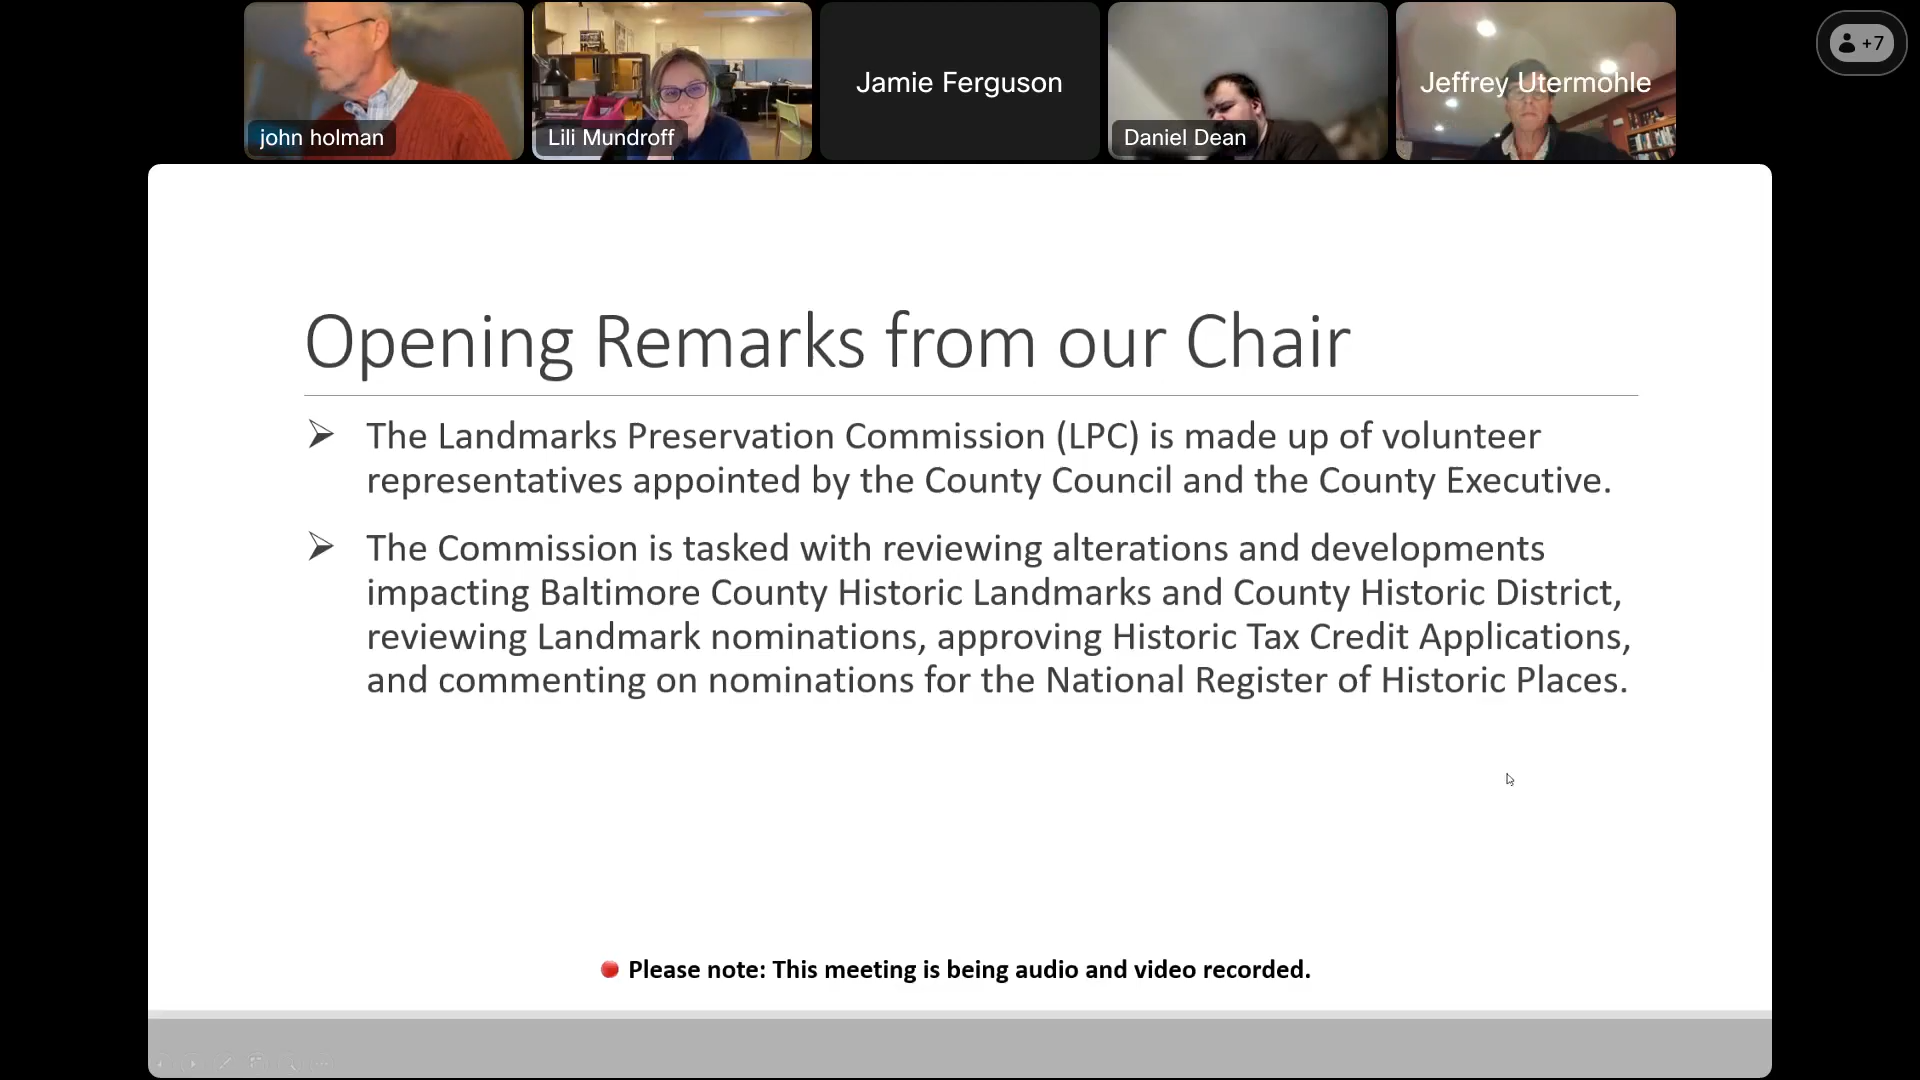 john holman
Lili Mundroff
Jamie Ferguson
Daniel Dean
Jeffrey Utermohle
+7
Opening Remarks from our Chair
The Landmarks Preservation Commission (LPC) is made up of volunteer
representatives appointed by the County Council and the County Executive.
The Commission is tasked with reviewing alterations and developments
impacting Baltimore County Historic Landmarks and County Historic District,
reviewing Landmark nominations, approving Historic Tax Credit Applications,
and commenting on nominations for the National Register of Historic Places.
Please note: This meeting is being audio and video recorded.